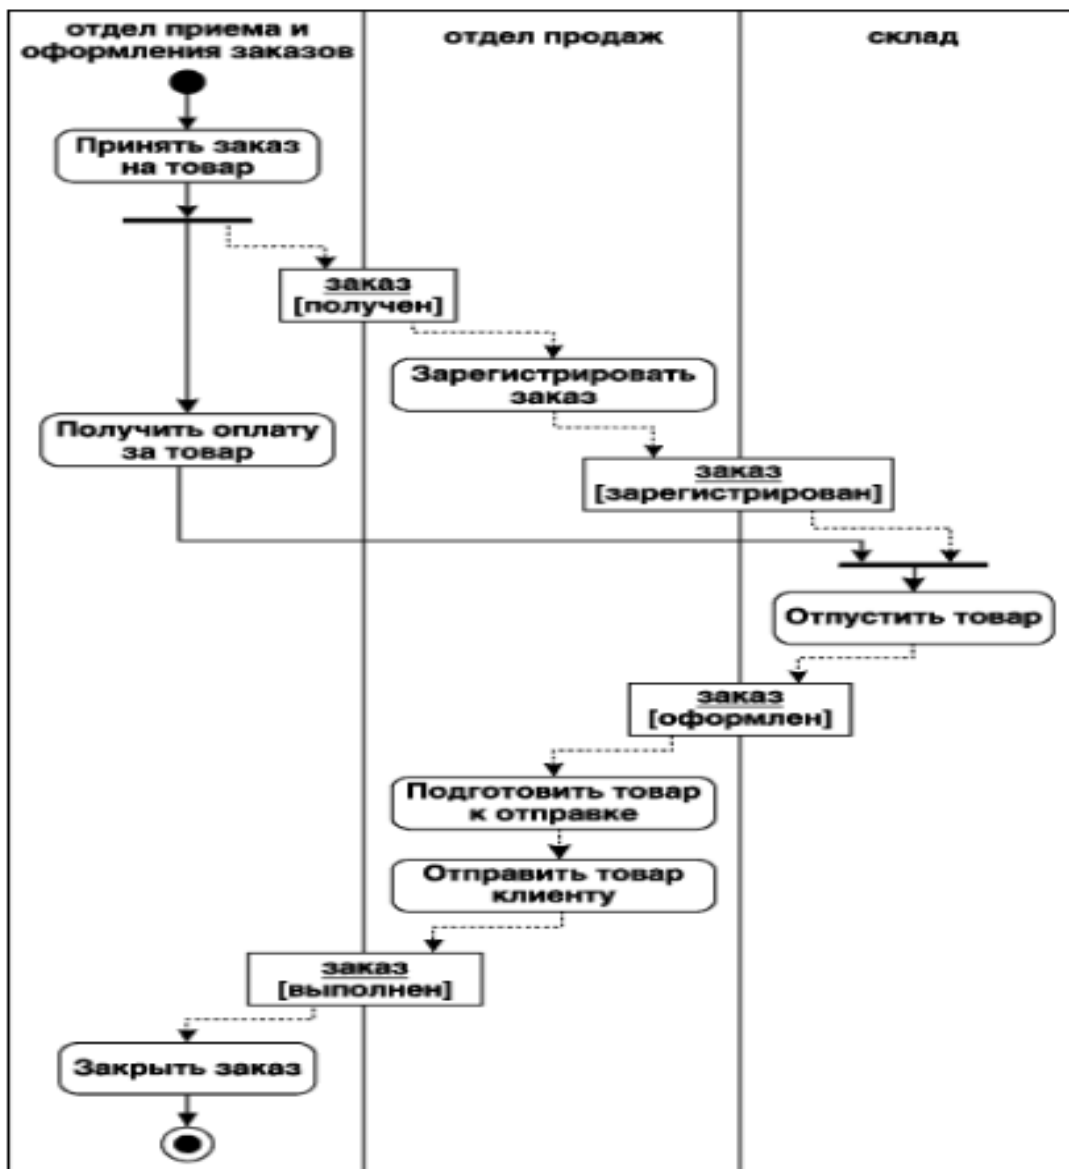 отдел приема и
оформления заказов
отдел продаж
склад
Принять заказ
на товар
заказ
[получен]
Зарегистрировать
заказ
Получить оплату
за товар
заказ
[зарегистрирован]
Отпустить товар
заказ
[оформлен]
Подготовить товар
к отправке
Отправить товар
клиенту
заказ
[выполнен]
Закрыть заказ